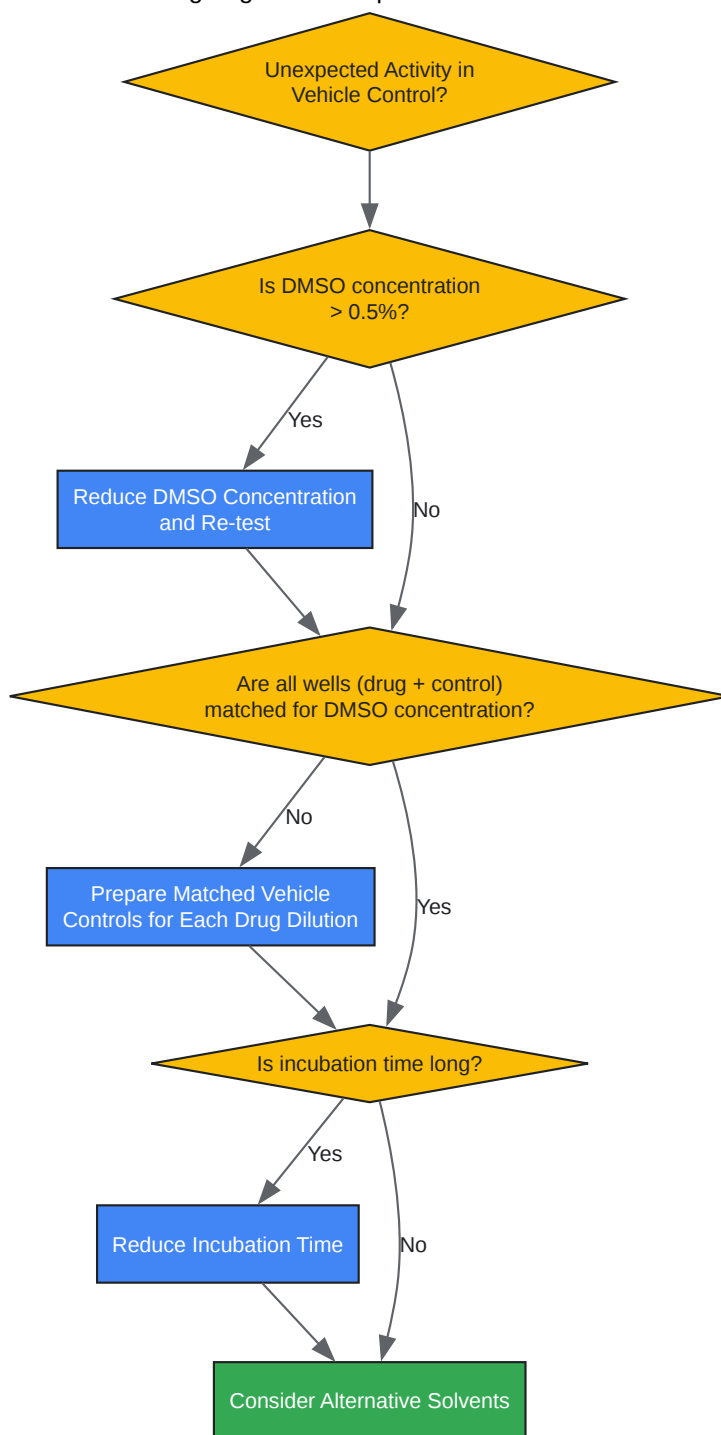 Unexpected Activity in
Vehicle Control?
Is DMSO concentration
> 0.5%?
Yes
Reduce DMSO Concentration
and Re-test
No
Are all wells (drug + control)
matched for DMSO concentration?
No
Prepare Matched Vehicle
Controls for Each Drug Dilution
Yes
Is incubation time long?
Yes
Reduce Incubation Time
No
Consider Alternative Solvents